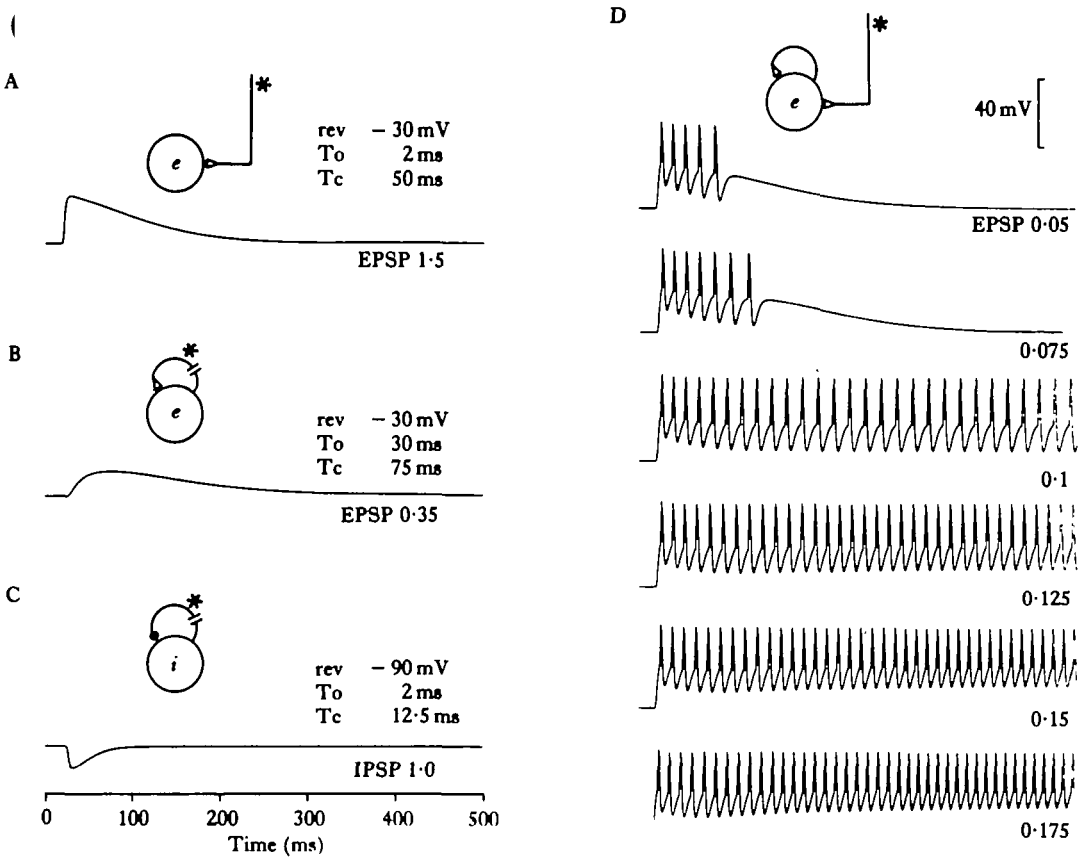 A
e
*
rev − 30 mV
To 2 ms
Tc 50 ms
EPSP 1·5
B
*
e
rev − 30 mV
To 30 ms
Tc 75 ms
EPSP 0·35
C
*
i
rev − 90 mV
To 2 ms
Tc 12·5 ms
IPSP 1·0
0 100 200 300 400 500
Time (ms)
D
*
e
40 mV
EPSP 0·05
0·075
0·1
0·125
0·15
0·175